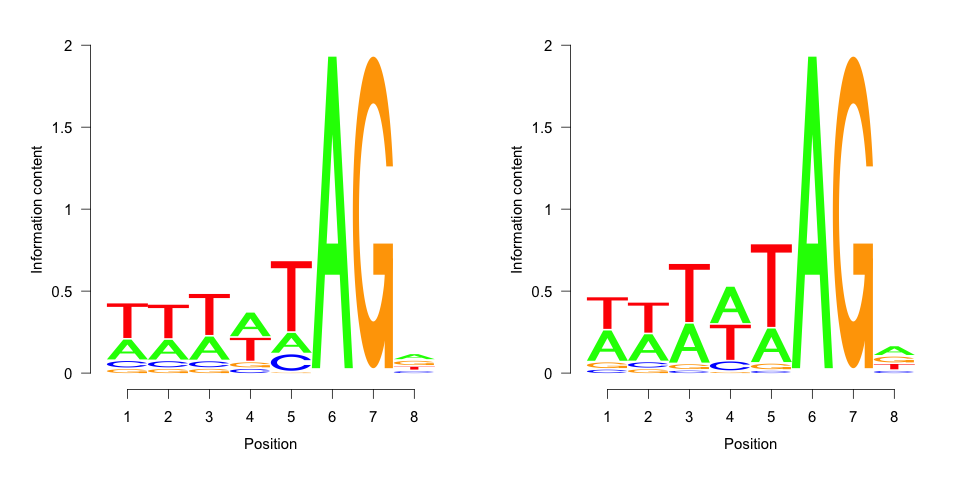 2
1.5
1
0.5
0
Information content
T T T A T A G A
A A A T A G
C C C G C T
G G G C C
1 2 3 4 5 6 7 8
Position
2
1.5
1
0.5
0
Information content
T T T A T A G A
A A A T A G
G C G C G T
C G C G C C
1 2 3 4 5 6 7 8
Position